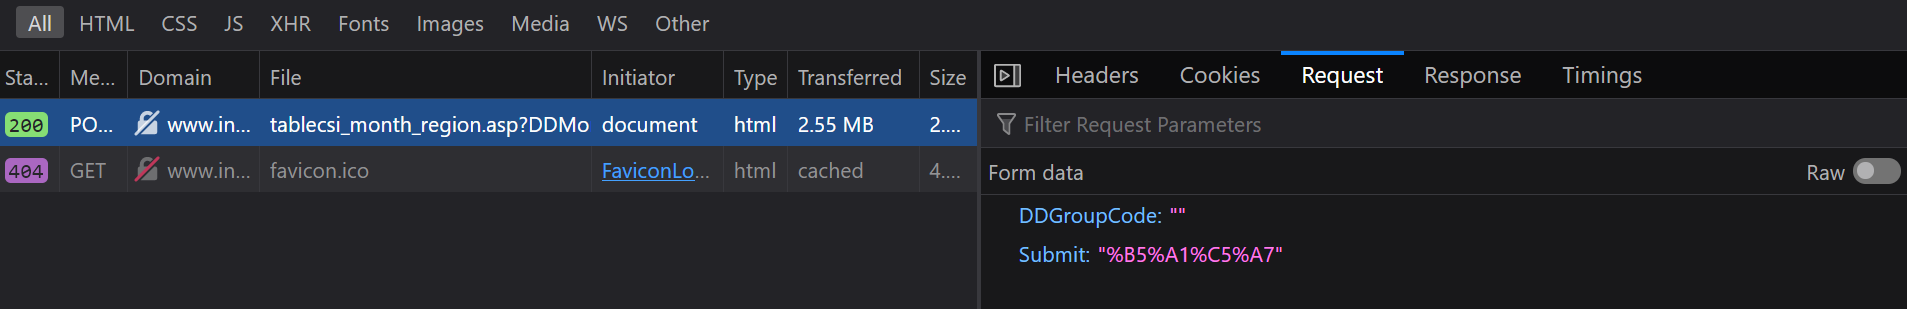 All HTML CSS JS XHR Fonts Images Media WS Other
Sta... Me... Domain File Initiator Type Transferred Size
200 PO... www.in... tablecsi_month_region.asp?DDMo document html 2.55 MB 2....
404 GET www.in... favicon.ico FaviconLo... html cached 4....
Headers Cookies Request Response Timings
Filter Request Parameters
Form data Raw
DDGroupCode: ""
Submit: "%B5%A1%C5%A7"